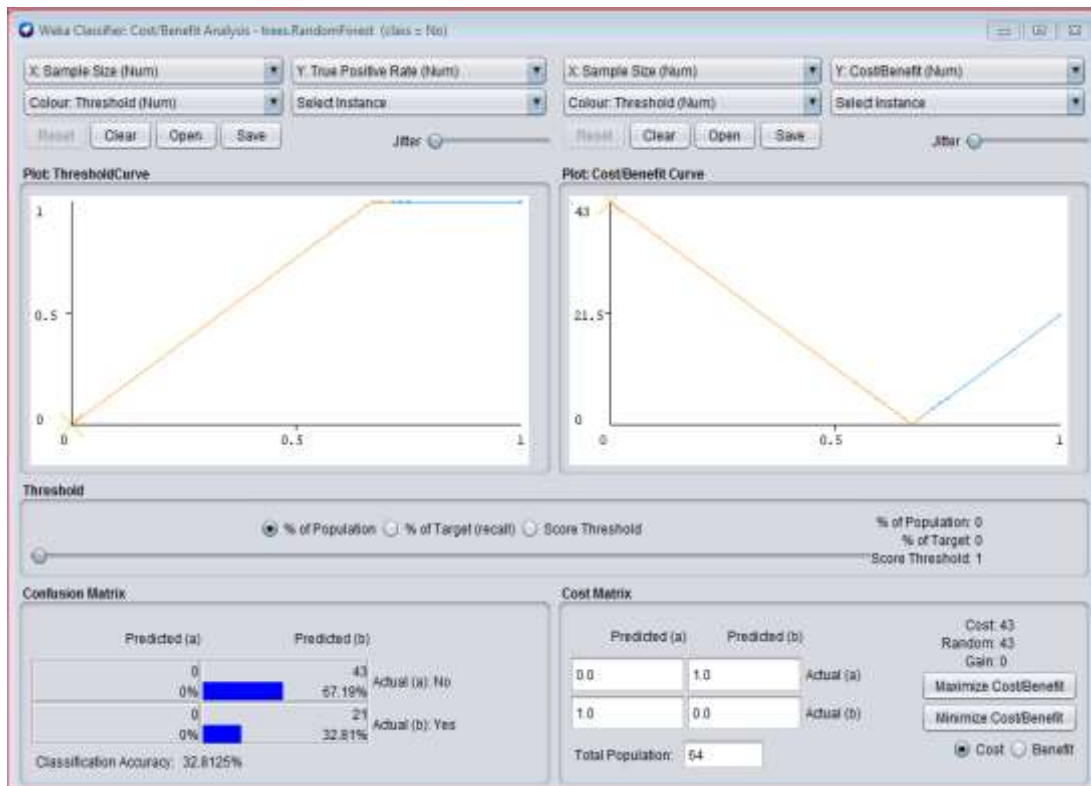 Weka Classifier: Cost/Benefit Analysis - trees.RandomForest (class = No)
X: Sample Size (Num) Y: True Positive Rate (Num) X: Sample Size (Num) Y: Cost/Benefit (Num)
Colour: Threshold (Num) Select Instance Colour: Threshold (Num) Select Instance
Reset Clear Open Save Jitter Reset Clear Open Save Jitter
Plot: ThresholdCurve
1
0.5
0
0 0.5 1
Plot: Cost/Benefit Curve
43
21.5
0
0 0.5 1
Threshold
% of Population % of Target (recall) Score Threshold
% of Population: 0
% of Target: 0
Score Threshold: 1
Confusion Matrix
Predicted (a) Predicted (b)
0 43
0% 67.19% Actual (a): No
0 21
0% 32.81% Actual (b): Yes
Classification Accuracy: 32.8125%
Cost Matrix
Predicted (a) Predicted (b)
0.0 1.0 Actual (a)
1.0 0.0 Actual (b)
Total Population: 64
Cost: 43
Random: 43
Gain: 0
Maximize Cost/Benefit
Minimize Cost/Benefit
Cost Benefit